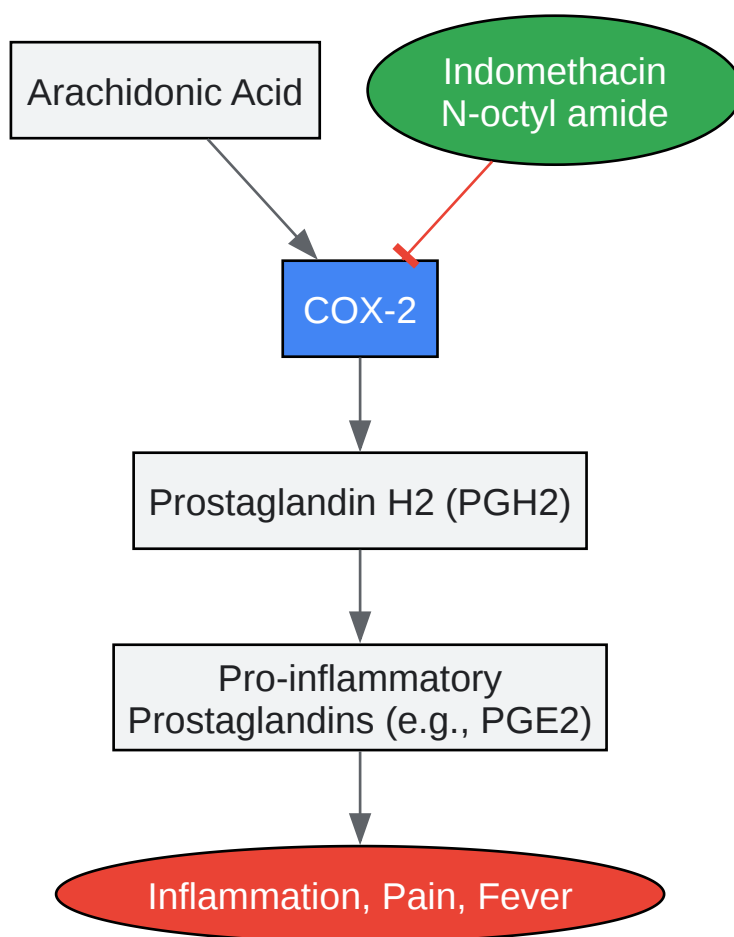 Arachidonic Acid
Indomethacin
N-octyl amide
COX-2
Prostaglandin H2 (PGH2)
Pro-inflammatory
Prostaglandins (e.g., PGE2)
Inflammation, Pain, Fever